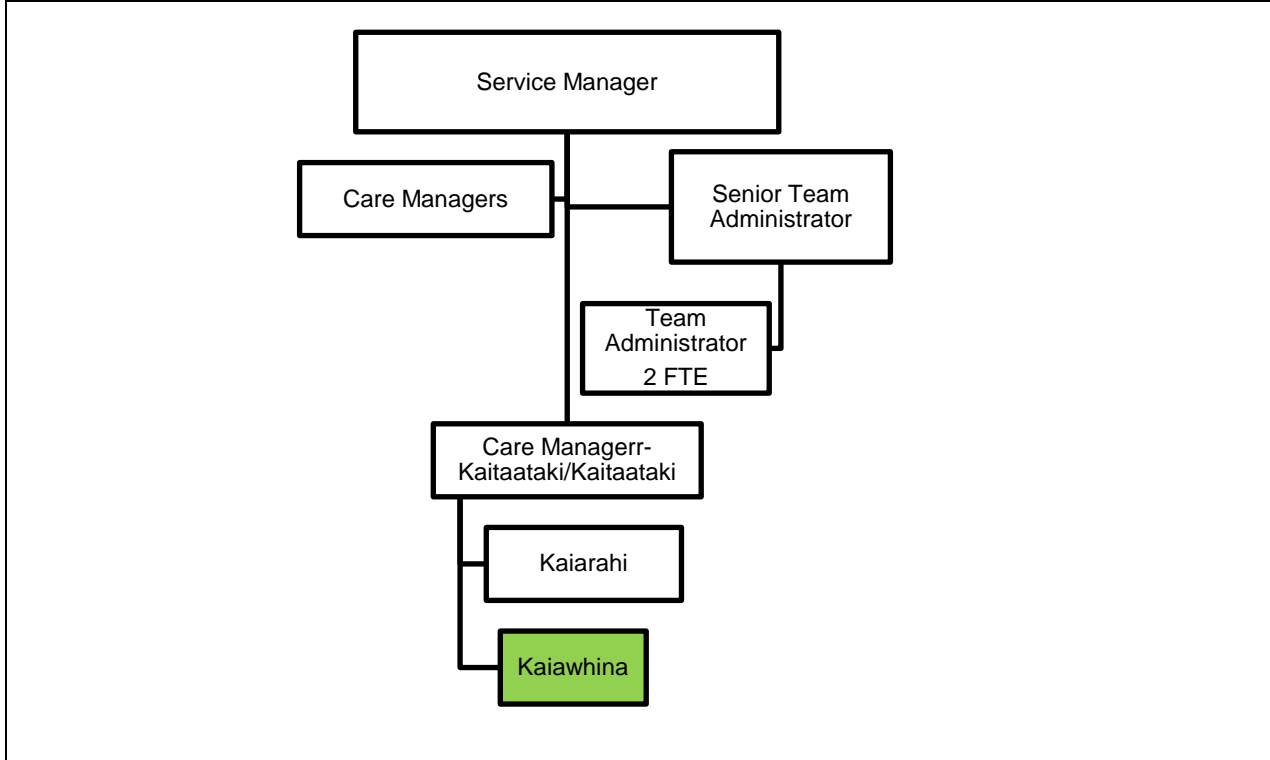 Service Manager
Care Managers
Senior Team
Administrator
Team
Administrator
2 FTE
Care Managerr-
Kaitaataki/Kaitaataki
Kaiarahi
Kaiawhina